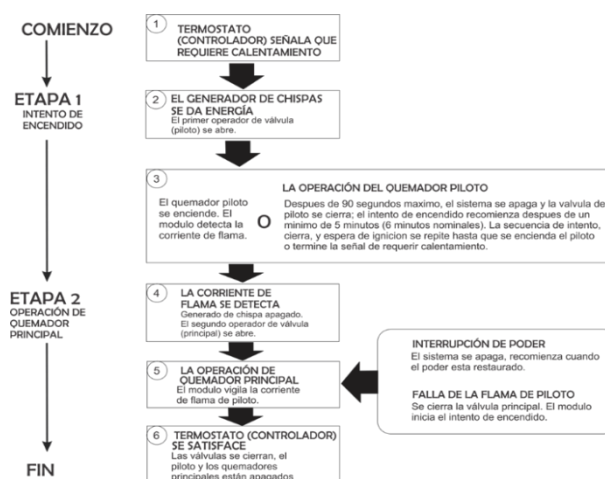 COMIENZO
1
TERMOSTATO
(CONTROLADOR) SEÑALA QUE
REQUIERE CALENTAMIENTO
ETAPA 1
INTENTO DE
ENCENDIDO
2
EL GENERADOR DE CHISPAS
SE DA ENERGÍA
El primer operador de válvula
(piloto) se abre.
3
El quemador piloto
se enciende. El
modulo detecta la
corriente de flama.
O
LA OPERACIÓN DEL QUEMADOR PILOTO
Despues de 90 segundos maximo, el sistema se apaga y la valvula de
piloto se cierra; el intento de encendido recomienza despues de un
minimo de 5 minutos (6 minutos nominales). La secuencia de intento,
cierra, y espera de ignicion se repite hasta que se encienda el piloto
o termine la señal de requerir calentamiento.
ETAPA 2
OPERACIÓN DE
QUEMADOR
PRINCIPAL
4
LA CORRIENTE DE
FLAMA SE DETECTA
Generado de chispa apagado.
El segundo operador de válvula
(principal) se abre.
5
LA OPERACIÓN DE
QUEMADOR PRINCIPAL
El modulo vigila la corriente
de flama de piloto.
INTERRUPCIÓN DE PODER
El sistema se apaga, recomienza cuando
el poder esta restaurado.
FALLA DE LA FLAMA DE PILOTO
Se cierra la válvula principal. El modulo
inicia el intento de encendido.
6
TERMOSTATO (CONTROLADOR)
SE SATISFACE
Las válvulas se cierran, el
piloto y los quemadores
principales están apagados
FIN